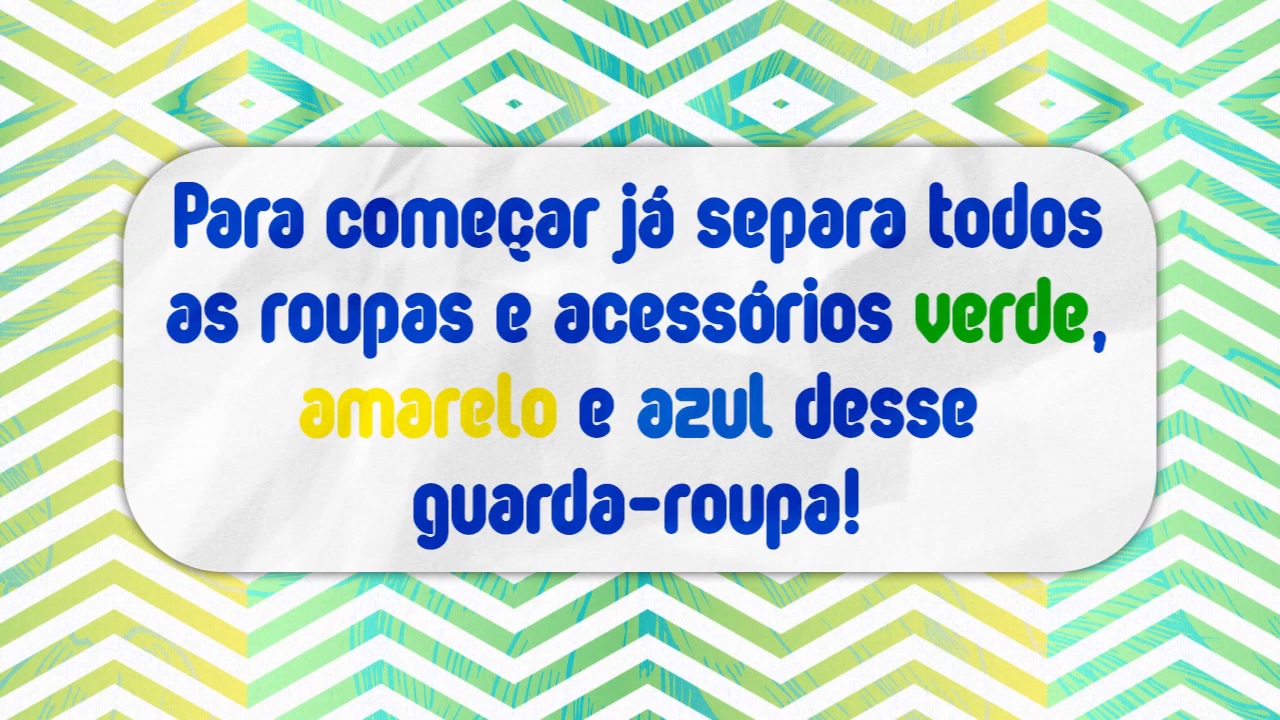 Para começar já separa todos
as roupas e acessórios verde,
amarelo e azul desse
guarda-roupa!